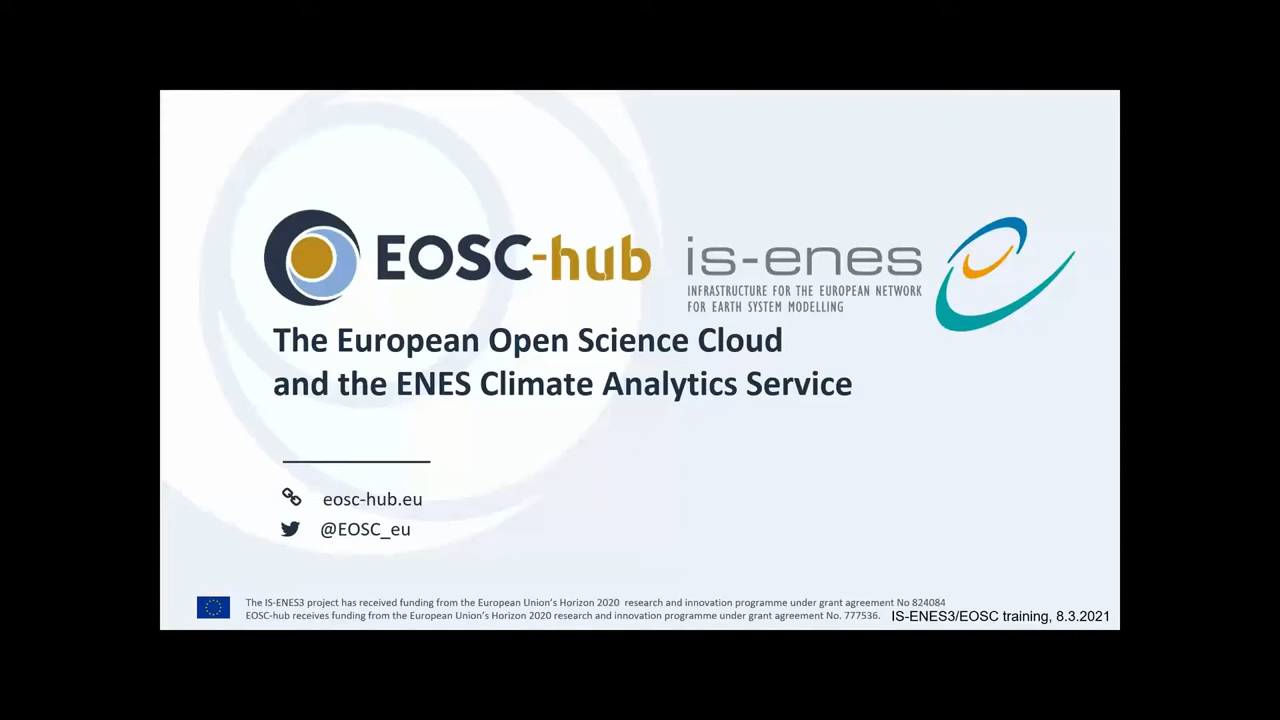 EOSC-hub
is-enes
INFRASTRUCTURE FOR THE EUROPEAN NETWORK
FOR EARTH SYSTEM MODELLING
The European Open Science Cloud
and the ENES Climate Analytics Service
eosc-hub.eu
@EOSC_eu
The IS-ENES3 project has received funding from the European Union's Horizon 2020 research and innovation programme under grant agreement No 824084
EOSC-hub receives funding from the European Union's Horizon 2020 research and innovation programme under grant agreement No. 777536.
IS-ENES3/EOSC training, 8.3.2021